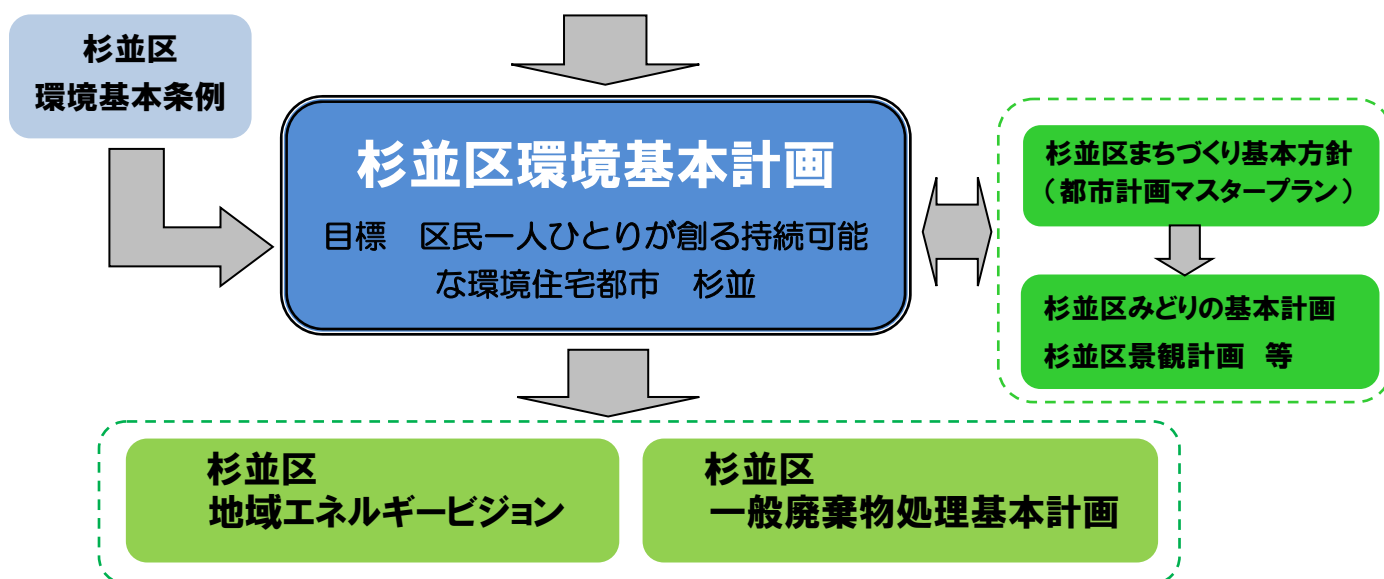 杉並区
環境基本条例
杉並区環境基本計画
目標　区民一人ひとりが創る持続可能
な環境住宅都市　杉並
杉並区まちづくり基本方針
（都市計画マスタープラン）
杉並区みどりの基本計画
杉並区景観計画　等
杉並区
地域エネルギービジョン
杉並区
一般廃棄物処理基本計画